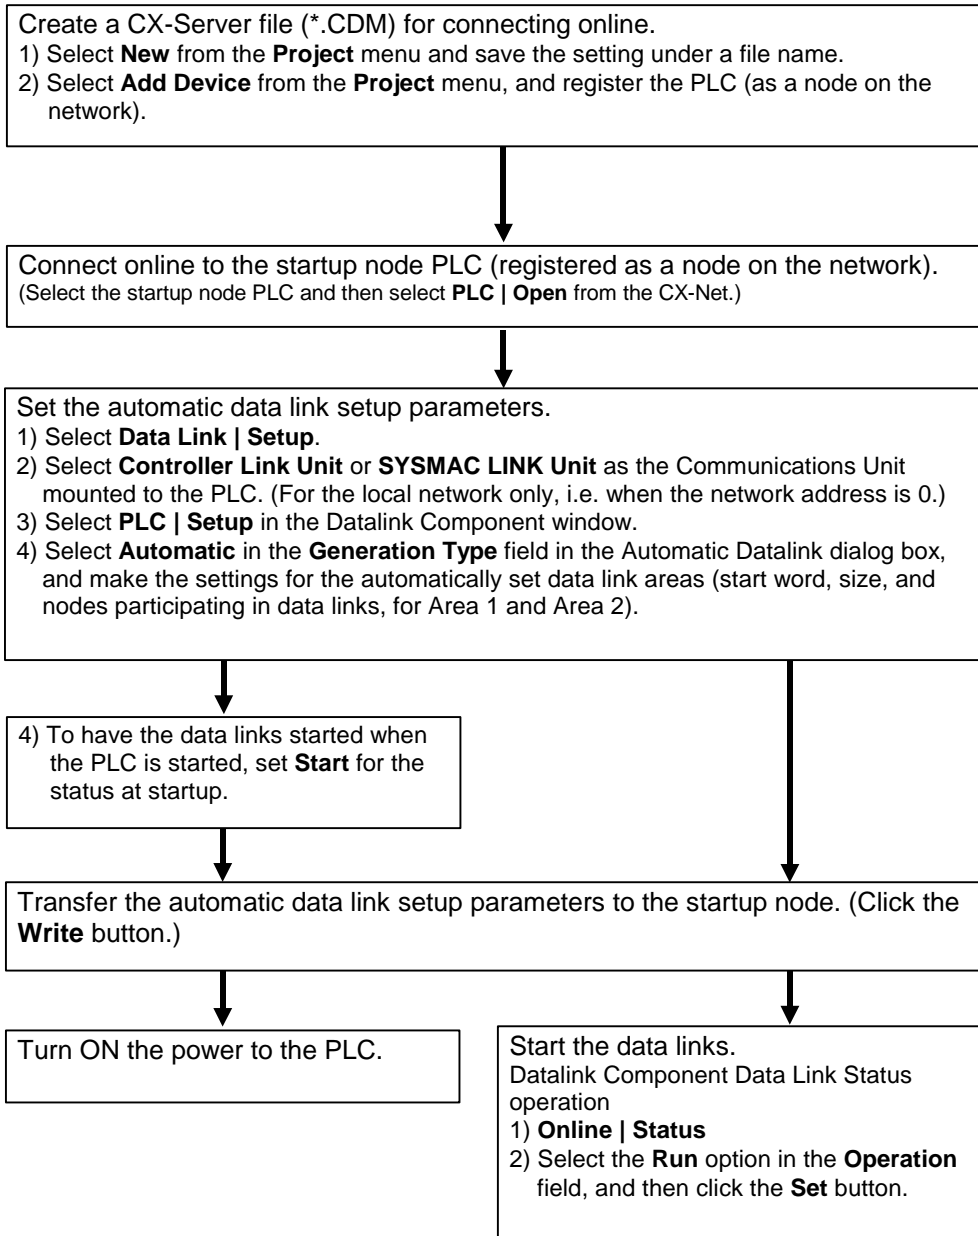 Create a CX-Server file (*.CDM) for connecting online.
1) Select New from the Project menu and save the setting under a file name.
2) Select Add Device from the Project menu, and register the PLC (as a node on the
network).
Connect online to the startup node PLC (registered as a node on the network).
(Select the startup node PLC and then select PLC | Open from the CX-Net.)
Set the automatic data link setup parameters.
1) Select Data Link | Setup.
2) Select Controller Link Unit or SYSMAC LINK Unit as the Communications Unit
mounted to the PLC. (For the local network only, i.e. when the network address is 0.)
3) Select PLC | Setup in the Datalink Component window.
4) Select Automatic in the Generation Type field in the Automatic Datalink dialog box,
and make the settings for the automatically set data link areas (start word, size, and
nodes participating in data links, for Area 1 and Area 2).
4) To have the data links started when
the PLC is started, set Start for the
status at startup.
Transfer the automatic data link setup parameters to the startup node. (Click the
Write button.)
Turn ON the power to the PLC.
Start the data links.
Datalink Component Data Link Status
operation
1) Online | Status
2) Select the Run option in the Operation
field, and then click the Set button.